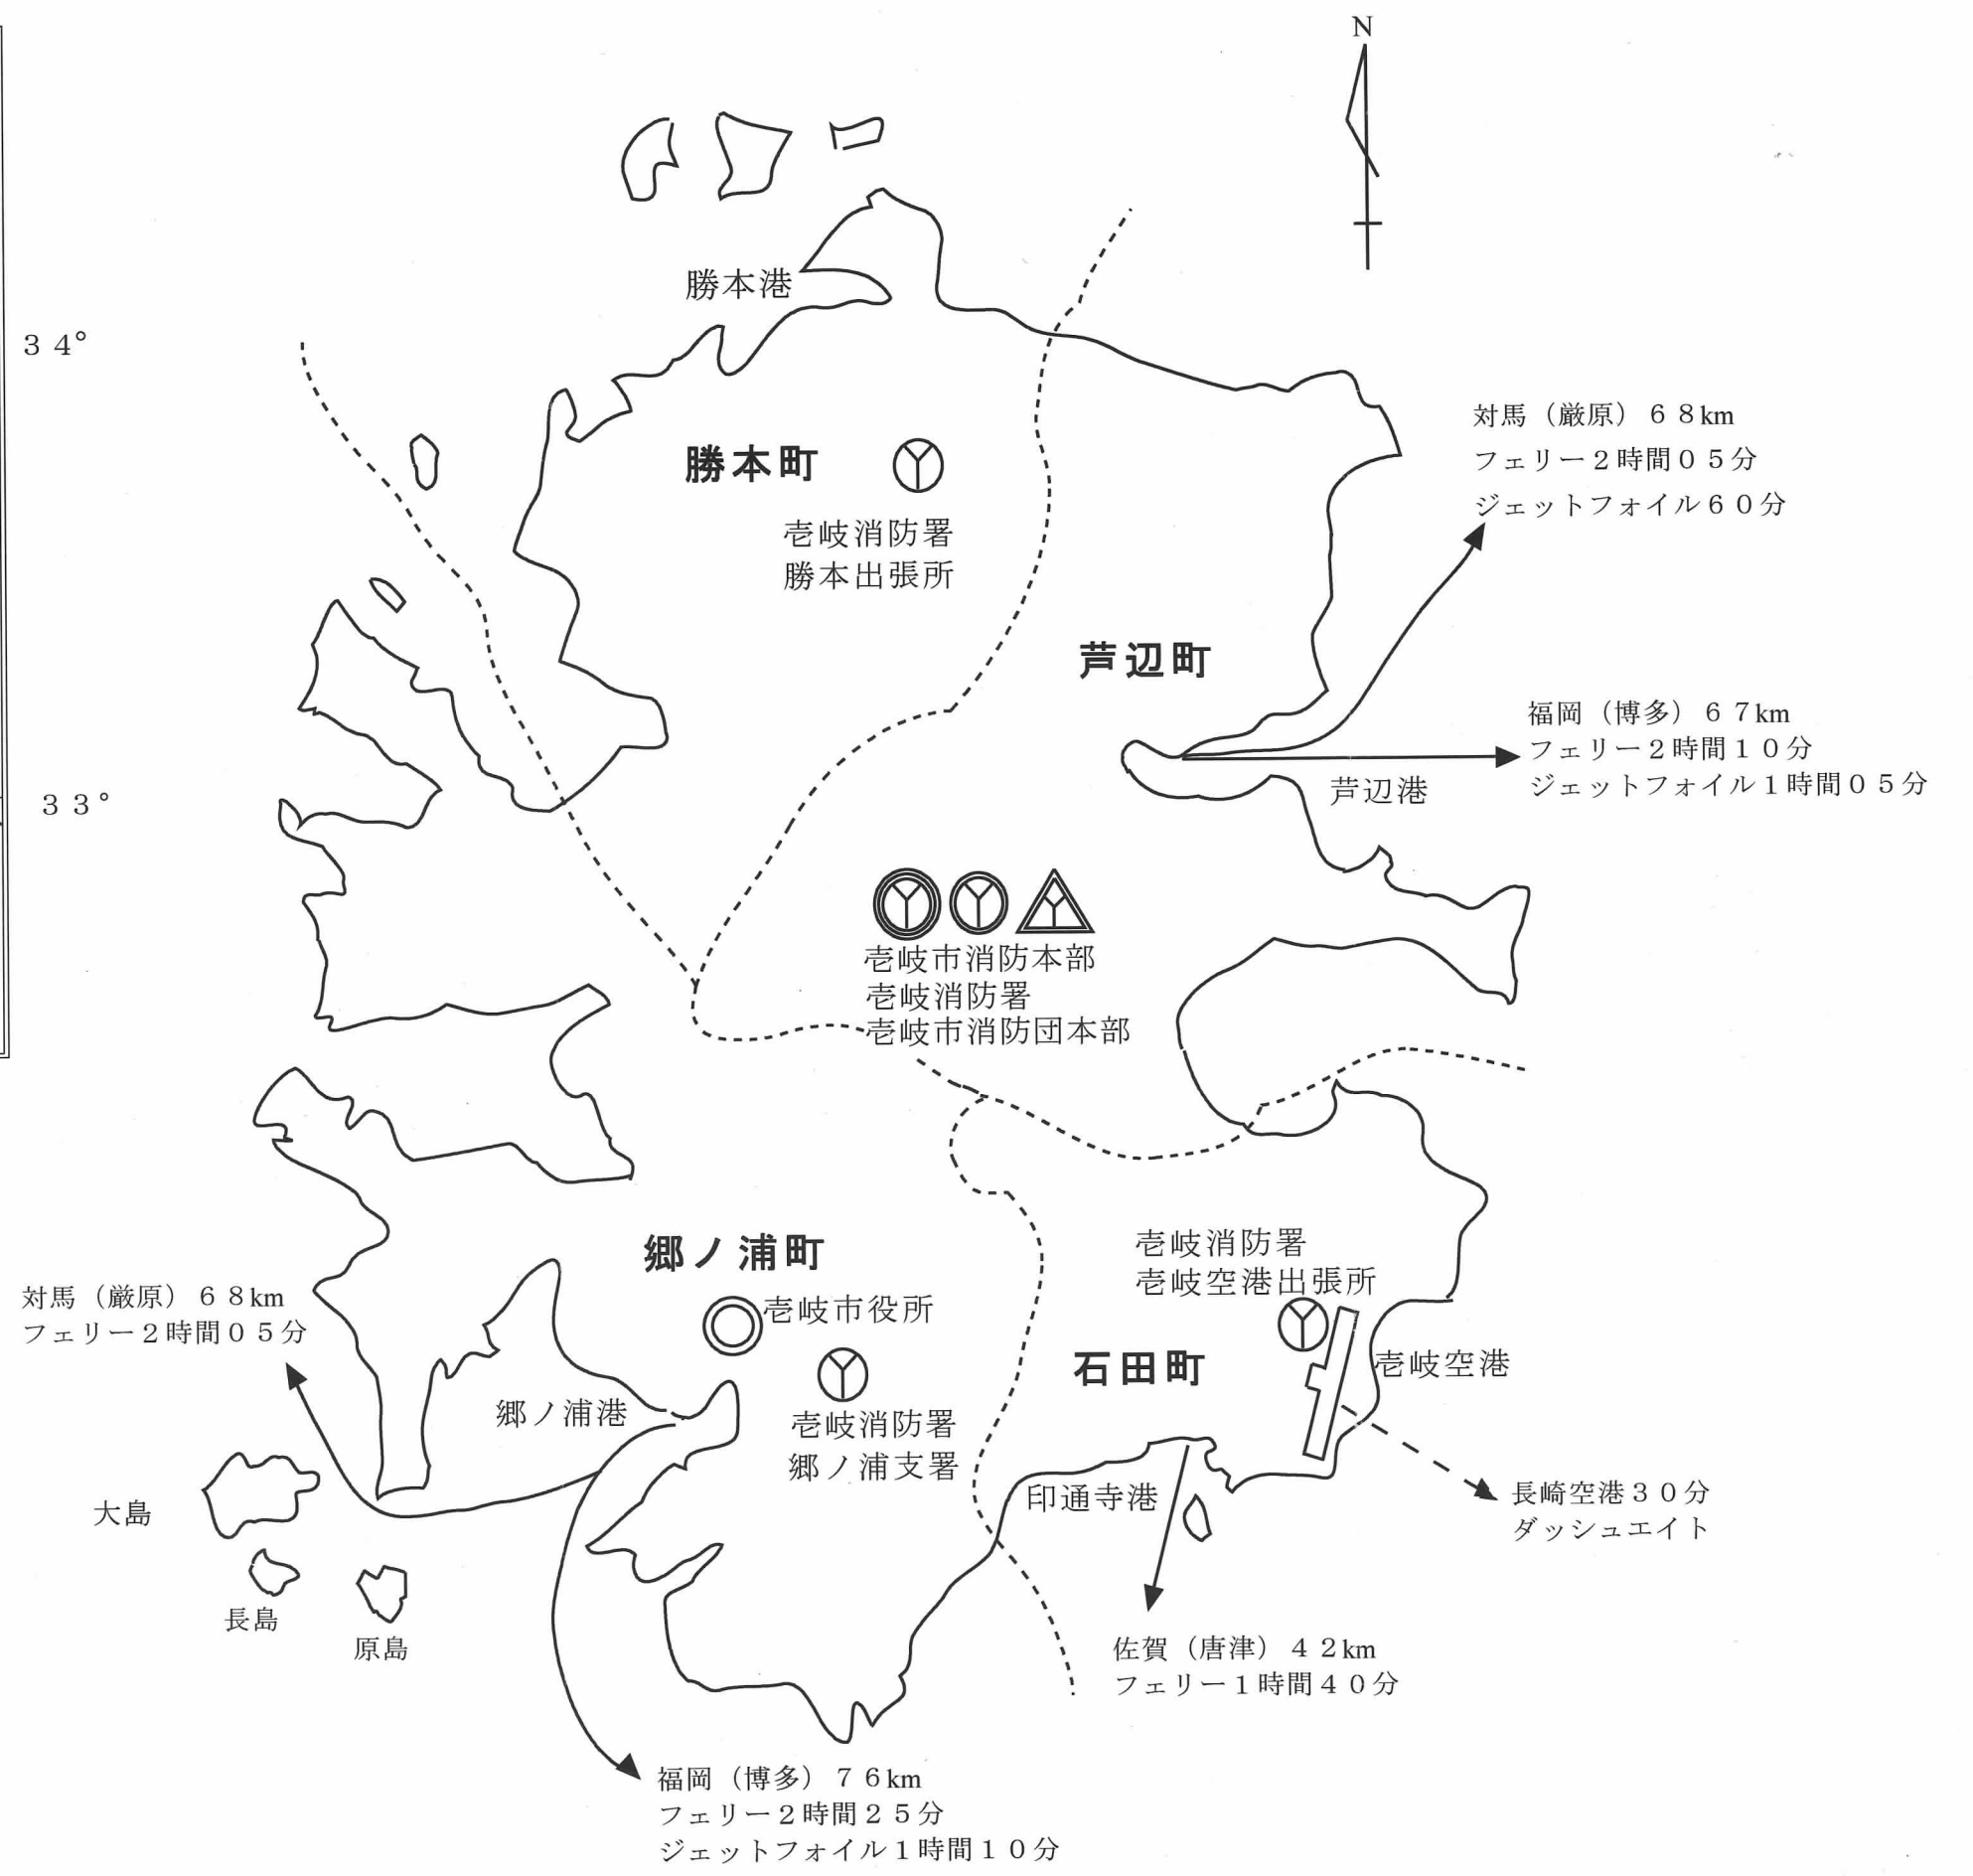 N
勝本港
３４°
対馬（厳原）６８km
フェリー２時間０５分
ジェットフォイル６０分
勝本町
壱岐消防署
勝本出張所
芦辺町
福岡（博多）６７km
フェリー２時間１０分
ジェットフォイル１時間０５分
芦辺港
３３°
壱岐市消防本部
壱岐消防署
壱岐市消防団本部
郷ノ浦町
壱岐消防署
壱岐空港出張所
対馬（厳原）６８km
フェリー２時間０５分
壱岐市役所
石田町
壱岐空港
郷ノ浦港
壱岐消防署
郷ノ浦支署
印通寺港
長崎空港３０分
ダッシュエイト
大島
長島
原島
佐賀（唐津）４２km
フェリー１時間４０分
福岡（博多）７６km
フェリー２時間２５分
ジェットフォイル１時間１０分